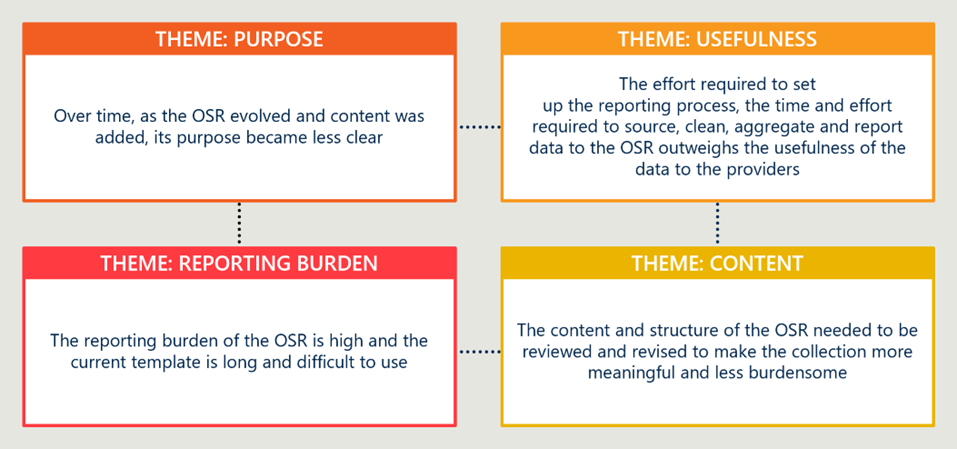 THEME: PURPOSE
Over time, as the OSR evolved and content was
added, its purpose became less clear
THEME: USEFULNESS
The effort required to set
up the reporting process, the time and effort
required to source, clean, aggregate and report
data to the OSR outweighs the usefulness of the
data to the providers
THEME: REPORTING BURDEN
The reporting burden of the OSR is high and the
current template is long and difficult to use
THEME: CONTENT
The content and structure of the OSR needed to be
reviewed and revised to make the collection more
meaningful and less burdensome